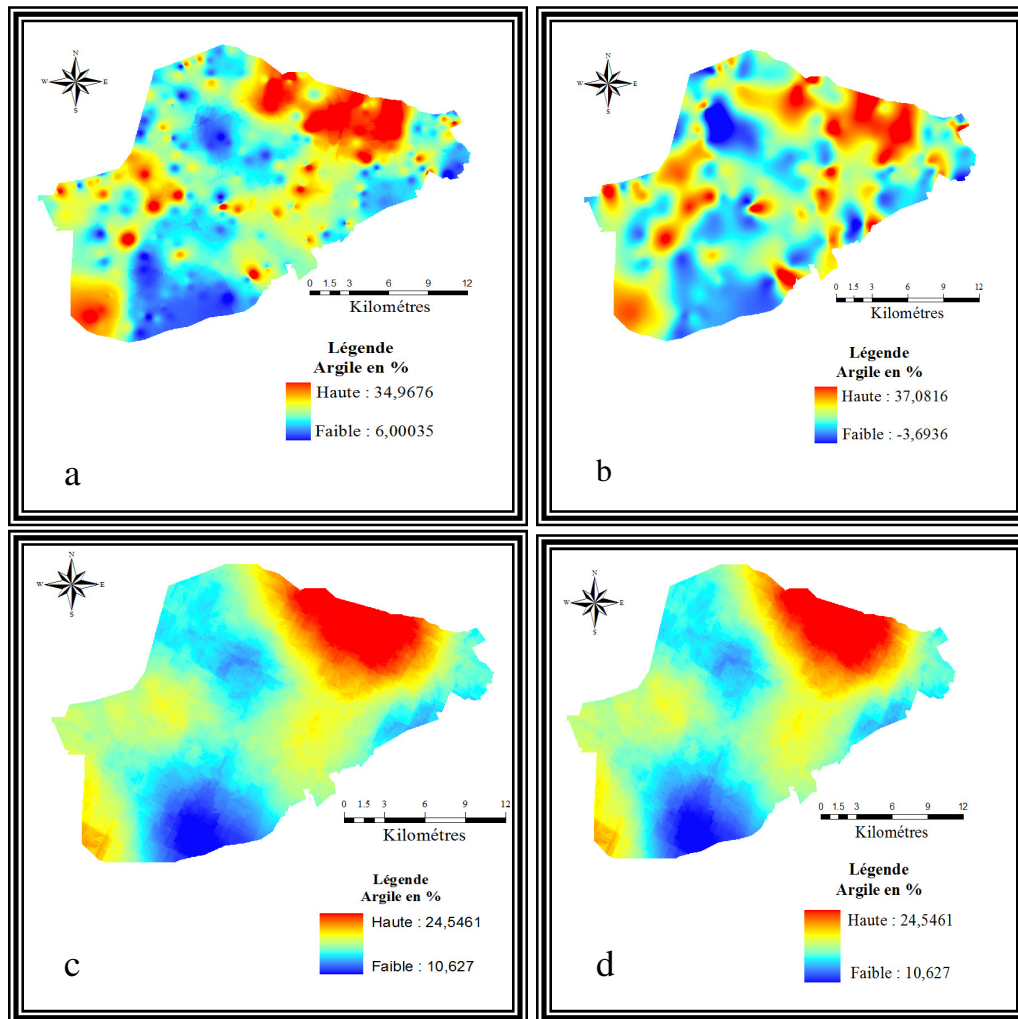 N
W E
S
0 1.5 3 6 9 12
Kilométres
Légende
Argile en %
Haute : 34,9676
Faible : 6,00035
a
N
W E
S
0 1.5 3 6 9 12
Kilométres
Légende
Argile en %
Haute : 37,0816
Faible : -3,6936
b
N
W E
S
0 1.5 3 6 9 12
Kilométres
Légende
Argile en %
Haute : 24,5461
Faible : 10,627
c
N
W E
S
0 1.5 3 6 9 12
Kilométres
Légende
Argile en %
Haute : 24,5461
Faible : 10,627
d